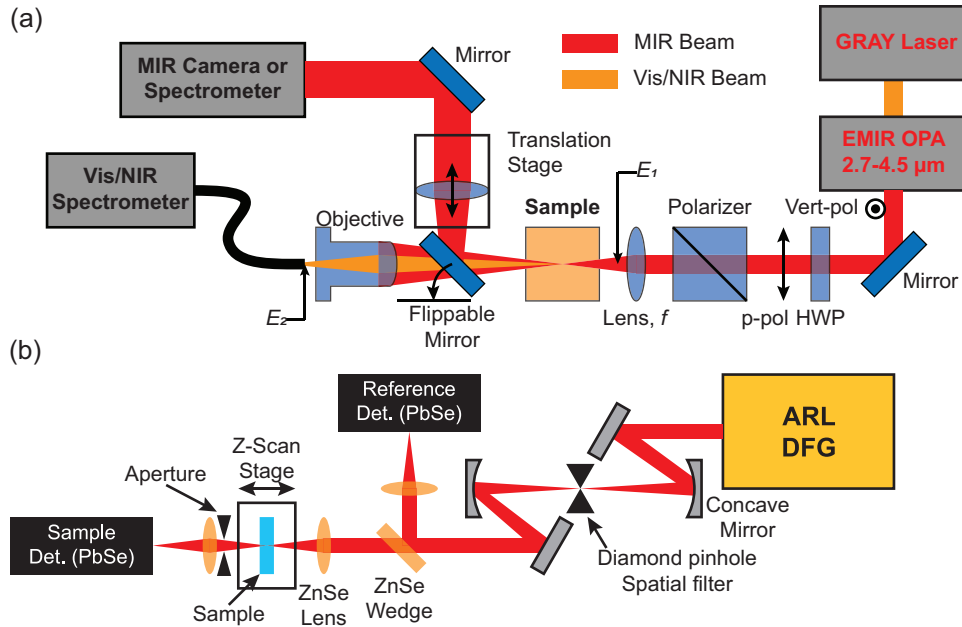 (a)
MIR Camera or
Spectrometer
Mirror
MIR Beam
Vis/NIR Beam
GRAY Laser
EMIR OPA
2.7-4.5 µm
Translation
Stage
Vis/NIR
Spectrometer
Objective
Sample
E1
Polarizer
Vert-pol
E2
Flippable
Mirror
Lens, f
p-pol
HWP
Mirror
(b)
Reference
Det. (PbSe)
ARL
DFG
Z-Scan
Stage
Aperture
Concave
Mirror
Sample
Det. (PbSe)
Diamond pinhole
Spatial filter
Sample
ZnSe
Lens
ZnSe
Wedge